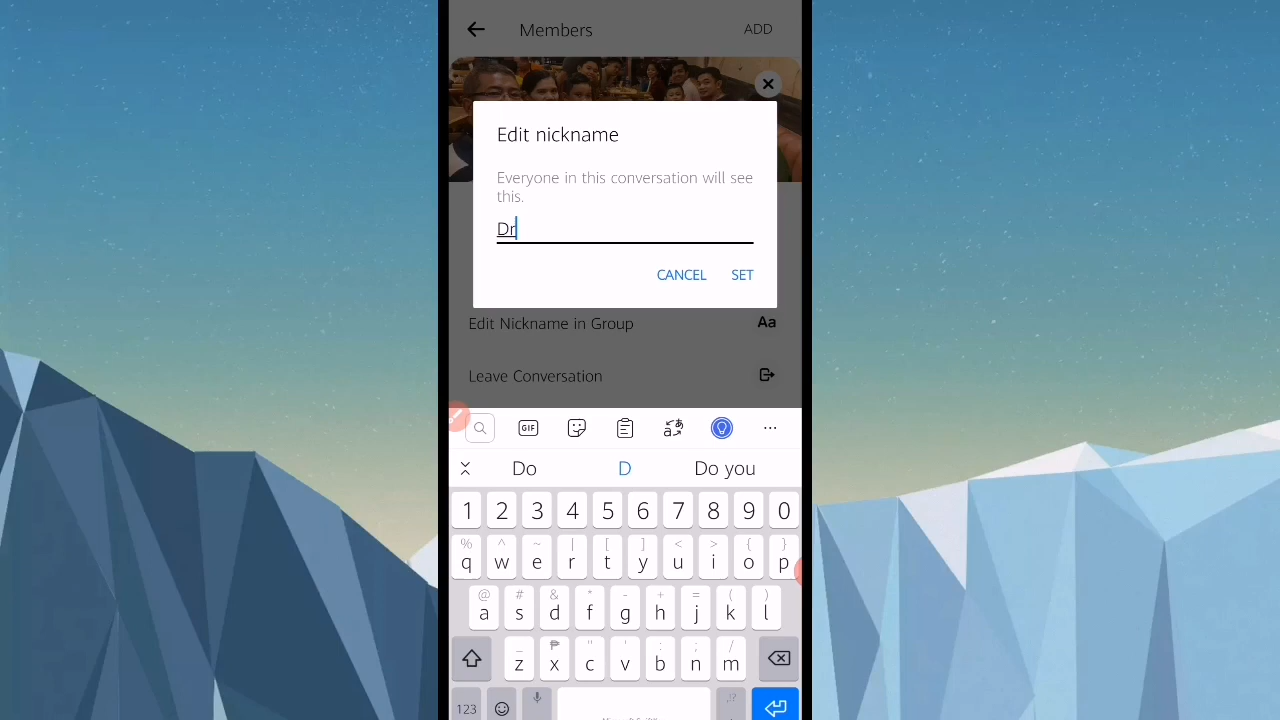 Members
ADD
Edit nickname
Everyone in this conversation will see
this.
Dr
CANCEL SET
Edit Nickname in Group Aa
Leave Conversation
GIF
Do D Do you
1 2 3 4 5 6 7 8 9 0
% ^ ~ | [ ] < > { }
q w e r t y u i o p
@ # & * - + = ( )
a s d f g h j k l
_ ₱ " ' : ; /
z x c v b n m
123 ,!?